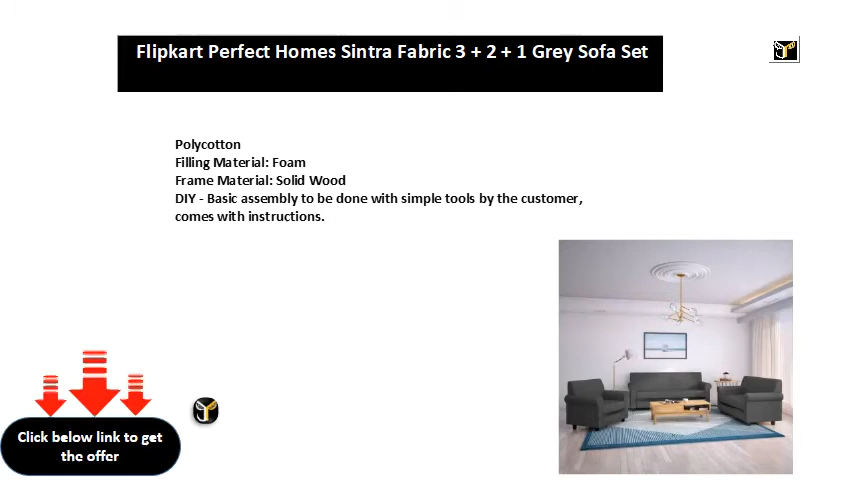 Flipkart Perfect Homes Sintra Fabric 3 + 2 + 1 Grey Sofa Set
Polycotton
Filling Material: Foam
Frame Material: Solid Wood
DIY - Basic assembly to be done with simple tools by the customer,
comes with instructions.
Click below link to get
the offer